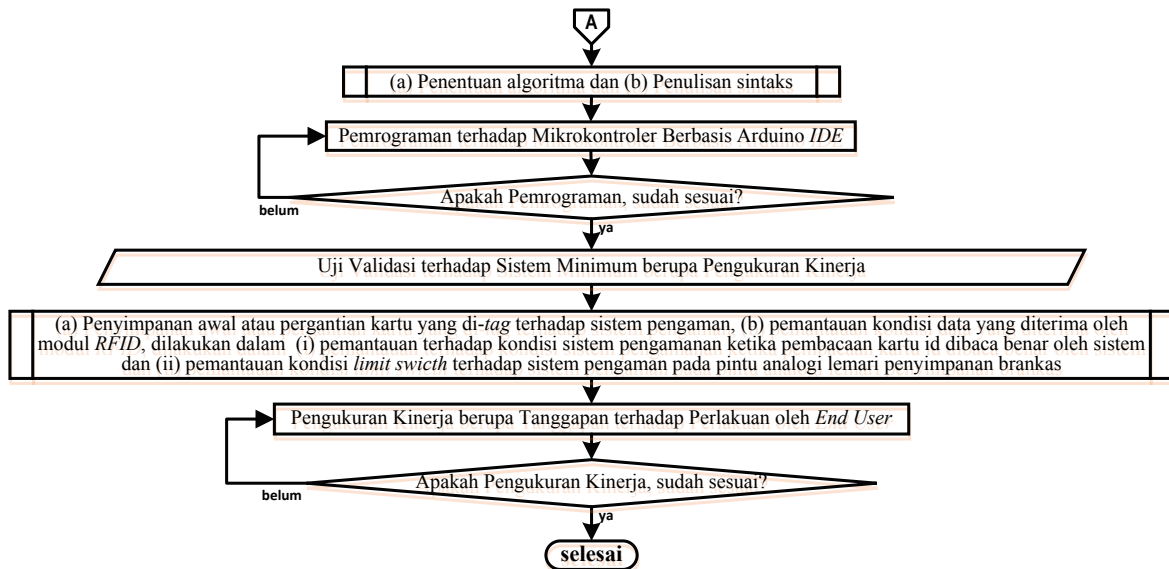 A
(a) Penentuan algoritma dan (b) Penulisan sintaks
Pemrograman terhadap Mikrokontroler Berbasis Arduino IDE
Apakah Pemrograman, sudah sesuai?
belum
ya
Uji Validasi terhadap Sistem Minimum berupa Pengukuran Kinerja
(a) Penyimpanan awal atau pergantian kartu yang di-tag terhadap sistem pengaman, (b) pemantauan kondisi data yang diterima oleh
modul RFID, dilakukan dalam (i) pemantauan terhadap kondisi sistem pengamanan ketika pembacaan kartu id dibaca benar oleh sistem
dan (ii) pemantauan kondisi limit swicth terhadap sistem pengaman pada pintu analogi lemari penyimpanan brankas
Pengukuran Kinerja berupa Tanggapan terhadap Perlakuan oleh End User
Apakah Pengukuran Kinerja, sudah sesuai?
belum
ya
selesai